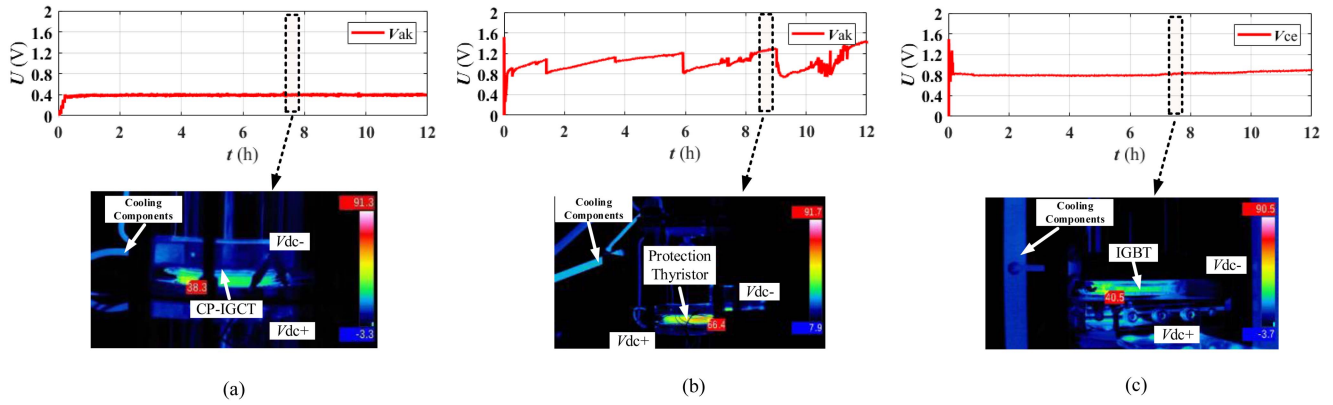 2
1.6
1.2
0.8
0.4
0
U (V)
Vak
0 2 4 6 8 10 12
t (h)
Cooling
Components
91.3
Vdc-
38.3
CP-IGCT
Vdc+
-3.3
(a)
2
1.6
1.2
0.8
0.4
0
U (V)
Vak
0 2 4 6 8 10 12
t (h)
Cooling
Components
91.7
Protection
Thyristor
Vdc-
56.4
Vdc+
7.9
(b)
2
1.6
1.2
0.8
0.4
0
U (V)
Vce
0 2 4 6 8 10 12
t (h)
Cooling
Components
90.5
IGBT
Vdc-
40.5
Vdc+
-3.7
(c)